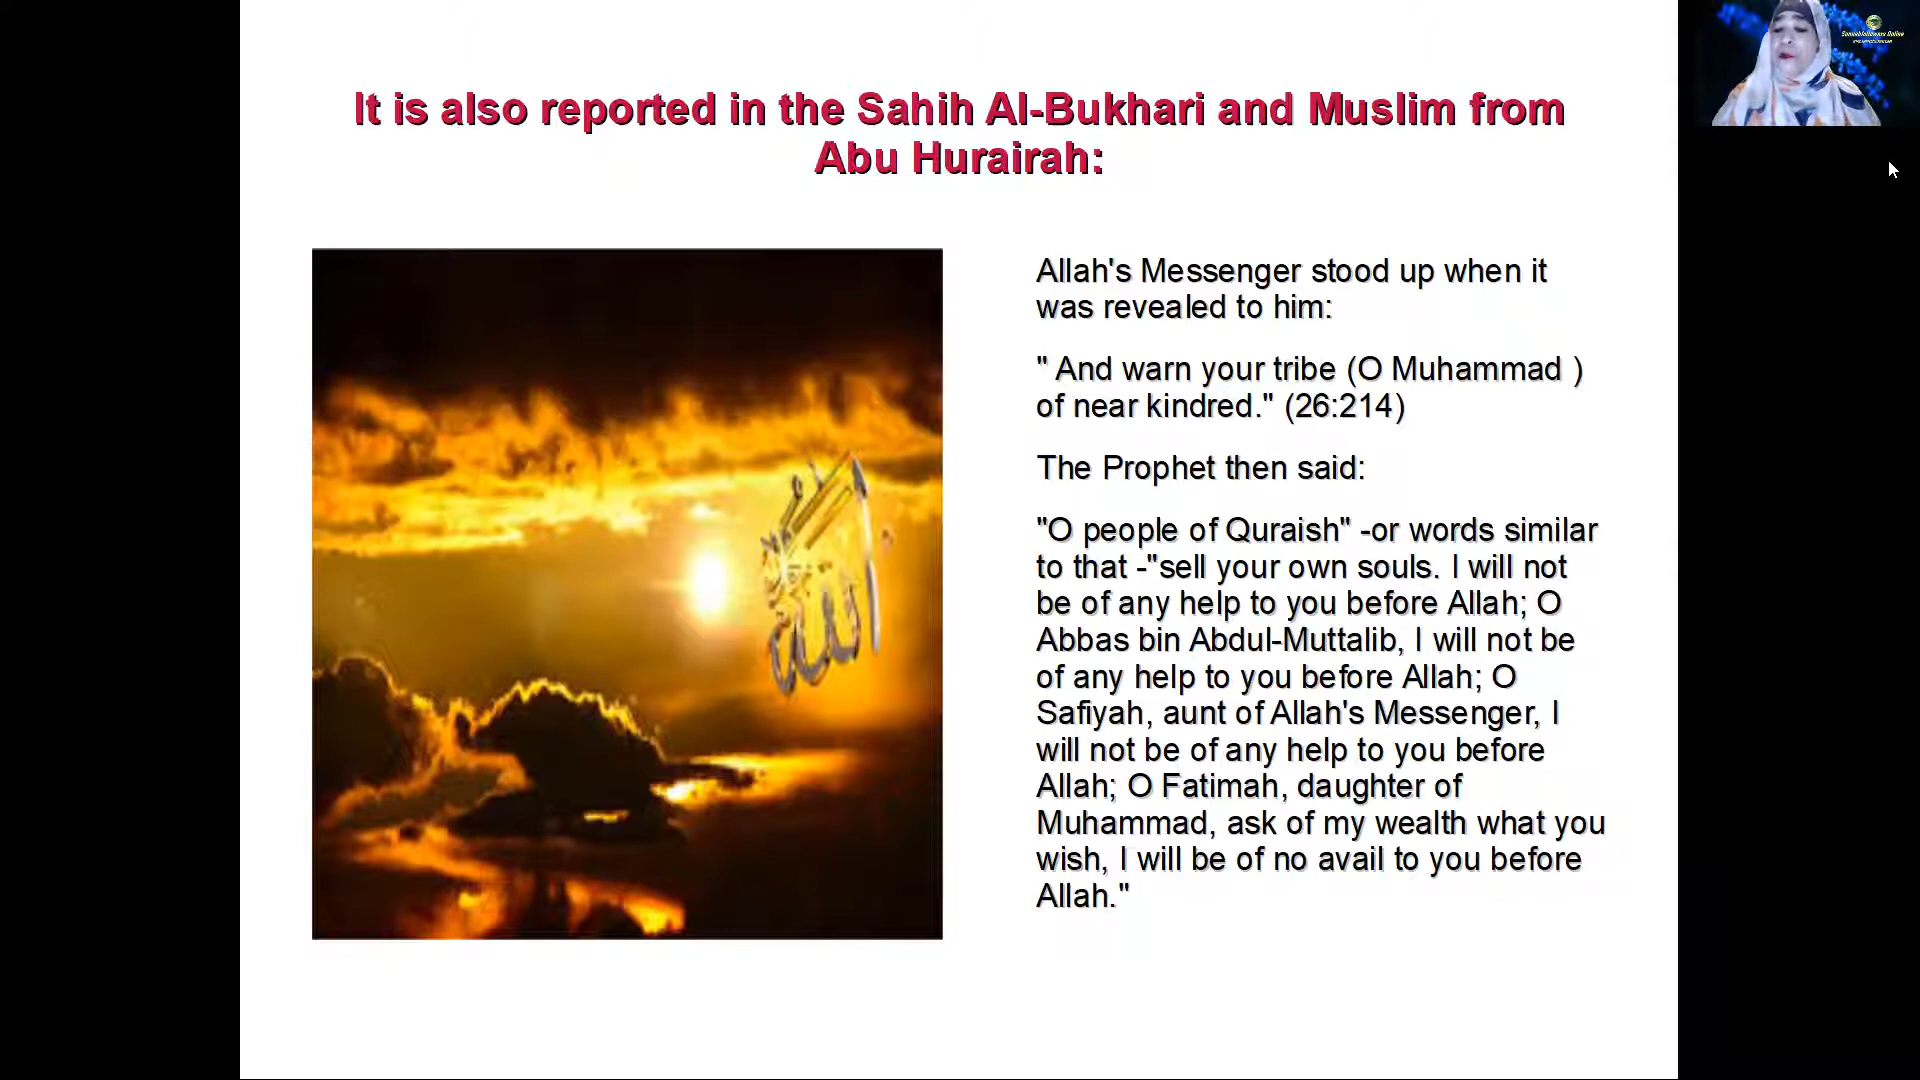 It is also reported in the Sahih Al-Bukhari and Muslim from
Abu Hurairah:
Allah's Messenger stood up when it
was revealed to him:
" And warn your tribe (O Muhammad )
of near kindred." (26:214)
The Prophet then said:
"O people of Quraish" -or words similar
to that -"sell your own souls. I will not
be of any help to you before Allah; O
Abbas bin Abdul-Muttalib, I will not be
of any help to you before Allah; O
Safiyah, aunt of Allah's Messenger, I
will not be of any help to you before
Allah; O Fatimah, daughter of
Muhammad, ask of my wealth what you
wish, I will be of no avail to you before
Allah."
الله
Sunnahfollowers Online